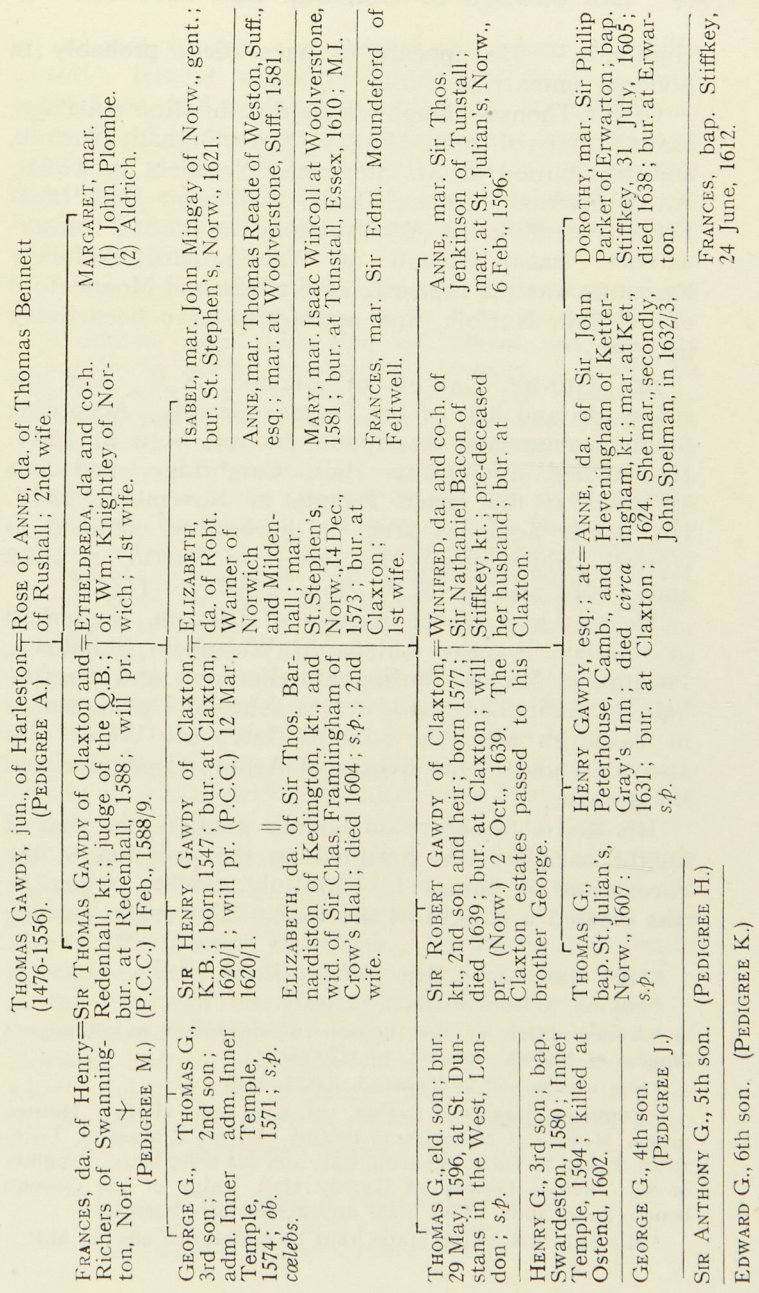 THOMAS GAWDY, jun., of Harleston = ROSE or ANNE, da. of Thomas Bennett
(1476-1556). (PEDIGREE A.) of Rushall; 2nd wife.
FRANCES, da. of Henry =
Richers of Swanning-
ton, Norf.
(PEDIGREE M.)
SIR THOMAS GAWDY of Claxton and =
Redenhall, kt.; judge of the Q.B.;
bur. at Redenhall, 1588; will pr.
(P.C.C.) 1 Feb., 1588/9.
ETHELDREDA, da. and co-h.
of Wm. Knightley of Nor-
wich; 1st wife.
MARGARET, mar.
(1) John Plombe.
(2) Aldrich.
GEORGE G.,
3rd son;
adm. Inner
Temple,
1574; ob.
cœlebs.
THOMAS G.,
2nd son;
adm. Inner
Temple,
1571; s.p.
SIR HENRY GAWDY of Claxton, =
K.B.; born 1547; bur. at Claxton,
1620/1; will pr. (P.C.C.) 12 Mar.,
1620/1.
||
ELIZABETH, da. of Sir Thos. Bar-
nardiston of Kedington, kt., and
wid. of Sir Chas. Framlingham of
Crow's Hall; died 1604; s.p.; 2nd
wife.
ELIZABETH,
da. of Robt.
Warner of
Norwich
and Milden-
hall; mar.
St. Stephen's,
Norw., 14 Dec.,
1573; bur. at
Claxton;
1st wife.
ISABEL, mar. John Mingay of Norw., gent.;
bur. St. Stephen's, Norw., 1621.
ANNE, mar. Thomas Reade of Weston, Suff.,
esq.; mar. at Woolverstone, Suff., 1581.
MARY, mar. Isaac Wincoll at Woolverstone,
1581; bur. at Tunstall, Essex, 1610; M.I.
FRANCES, mar. Sir Edm. Moundeford of
Feltwell.
THOMAS G., eld. son; bur.
29 May, 1596, at St. Dun-
stans in the West, Lon-
don; s.p.
HENRY G., 3rd son; bap.
Swardeston, 1580; Inner
Temple, 1594; killed at
Ostend, 1602.
GEORGE G., 4th son.
(PEDIGREE J.)
SIR ANTHONY G., 5th son. (PEDIGREE H.)
EDWARD G., 6th son. (PEDIGREE K.)
SIR ROBERT GAWDY of Claxton, =
kt., 2nd son and heir; born 1577;
died 1639; bur. at Claxton; will
pr. (Norw.) 2 Oct., 1639. The
Claxton estates passed to his
brother George.
WINIFRED, da. and co-h. of
Sir Nathaniel Bacon of
Stiffkey, kt.; pre-deceased
her husband; bur. at
Claxton.
ANNE, mar. Sir Thos.
Jenkinson of Tunstall;
mar. at St. Julian's, Norw.,
6 Feb., 1596.
THOMAS G.,
bap. St. Julian's,
Norw., 1607:
s.p.
HENRY GAWDY, esq.; at =
Peterhouse, Camb., and
Gray's Inn; died circa
1631; bur. at Claxton;
s.p.
ANNE, da. of Sir John
Heveningham of Ketter-
ingham, kt.; mar. at Ket.,
1624. She mar., secondly,
John Spelman, in 1632/3,
DOROTHY, mar. Sir Philip
Parker of Erwarton; bap.
Stiffkey, 31 July, 1605;
died 1638; bur. at Erwar-
ton.
FRANCES, bap. Stiffkey,
24 June, 1612.